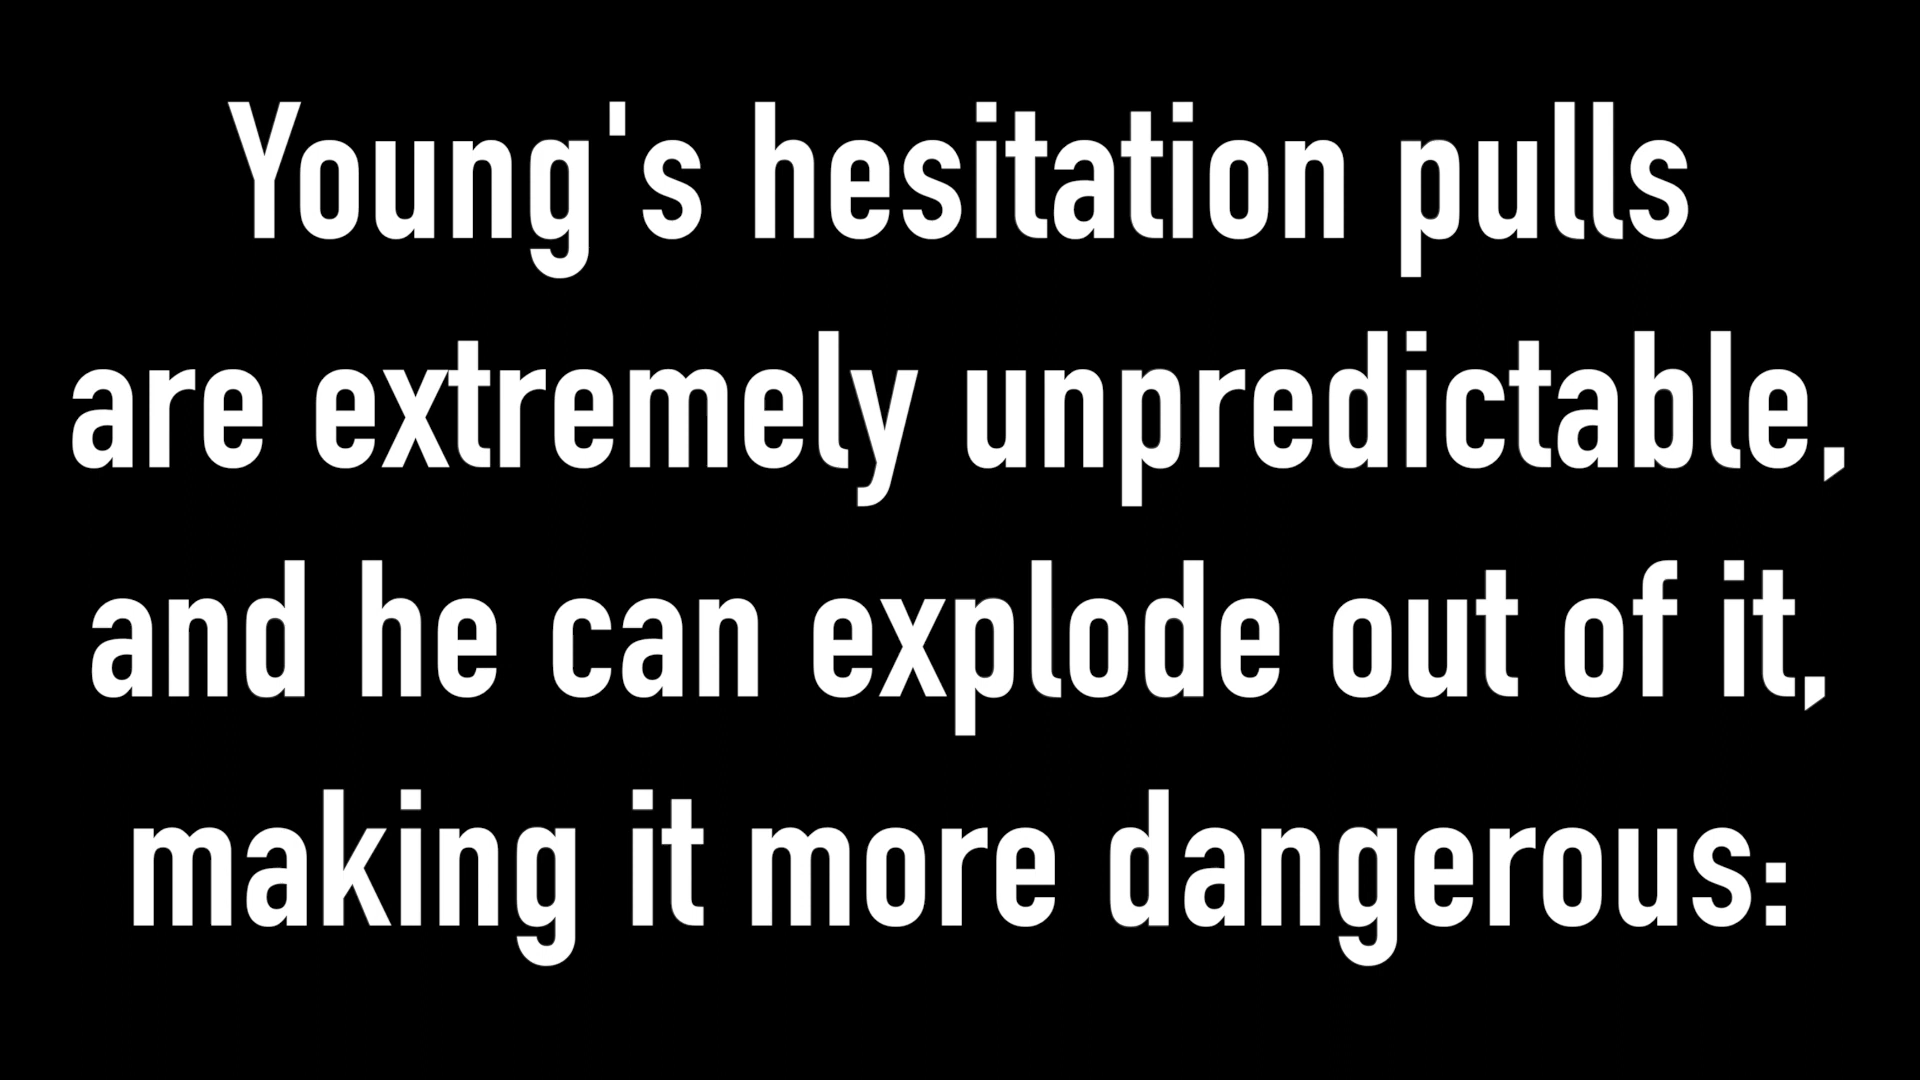 Young's hesitation pulls
are extremely unpredictable,
and he can explode out of it,
making it more dangerous: